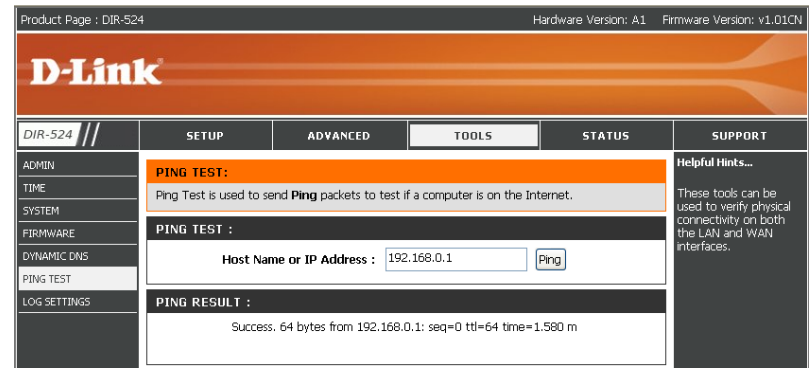 Product Page : DIR-524 Hardware Version: A1 Firmware Version: v1.01CN
D-Link
DIR-524 SETUP ADVANCED TOOLS STATUS SUPPORT
ADMIN
TIME
SYSTEM
FIRMWARE
DYNAMIC DNS
PING TEST
LOG SETTINGS
PING TEST:
Ping Test is used to send Ping packets to test if a computer is on the Internet.
PING TEST :
Host Name or IP Address : 192.168.0.1 Ping
PING RESULT :
Success. 64 bytes from 192.168.0.1: seq=0 ttl=64 time=1.580 m
Helpful Hints...
These tools can be
used to verify physical
connectivity on both
the LAN and WAN
interfaces.